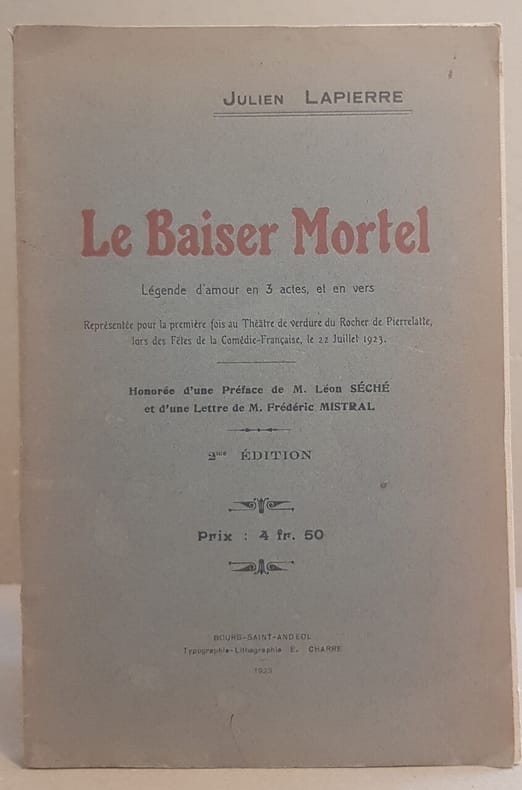 Julien LAPIERRE
Le Baiser Mortel
Légende d'amour en 3 actes, et en vers
Représentée pour la première fois au Théâtre de verdure du Rocher de Pierrelatte,
lors des Fêtes de la Comédie-Française, le 22 Juillet 1923.
Honorée d'une Préface de M. Léon SÉCHÉ
et d'une Lettre de M. Frédéric MISTRAL
2me ÉDITION
Prix : 4 fr. 50
BOURG-SAINT-ANDÉOL
Typographie-Lithographie E. CHARRE
1923